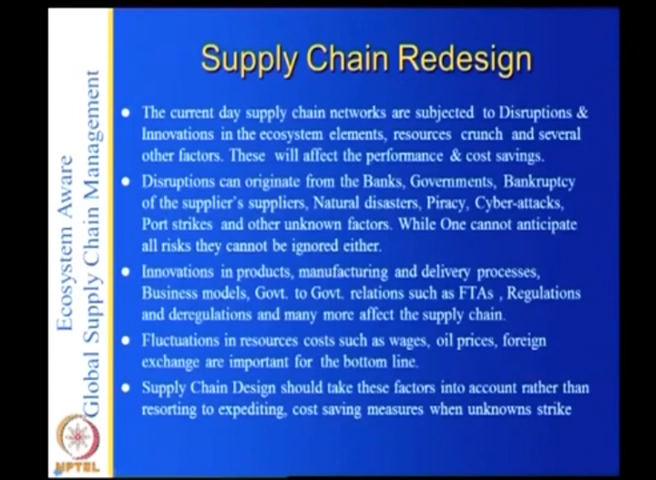 Supply Chain Redesign
The current day supply chain networks are subjected to Disruptions &
Innovations in the ecosystem elements, resources crunch and several
other factors. These will affect the performance & cost savings.
Disruptions can originate from the Banks, Governments, Bankruptcy
of the supplier's suppliers, Natural disasters, Piracy, Cyber-attacks,
Port strikes and other unknown factors. While One cannot anticipate
all risks they cannot be ignored either.
Innovations in products, manufacturing and delivery processes,
Business models, Govt. to Govt. relations such as FTAs , Regulations
and deregulations and many more affect the supply chain.
Fluctuations in resources costs such as wages, oil prices, foreign
exchange are important for the bottom line.
Supply Chain Design should take these factors into account rather than
resorting to expediting, cost saving measures when unknowns strike
Ecosystem Aware
Global Supply Chain Management
NPTEL